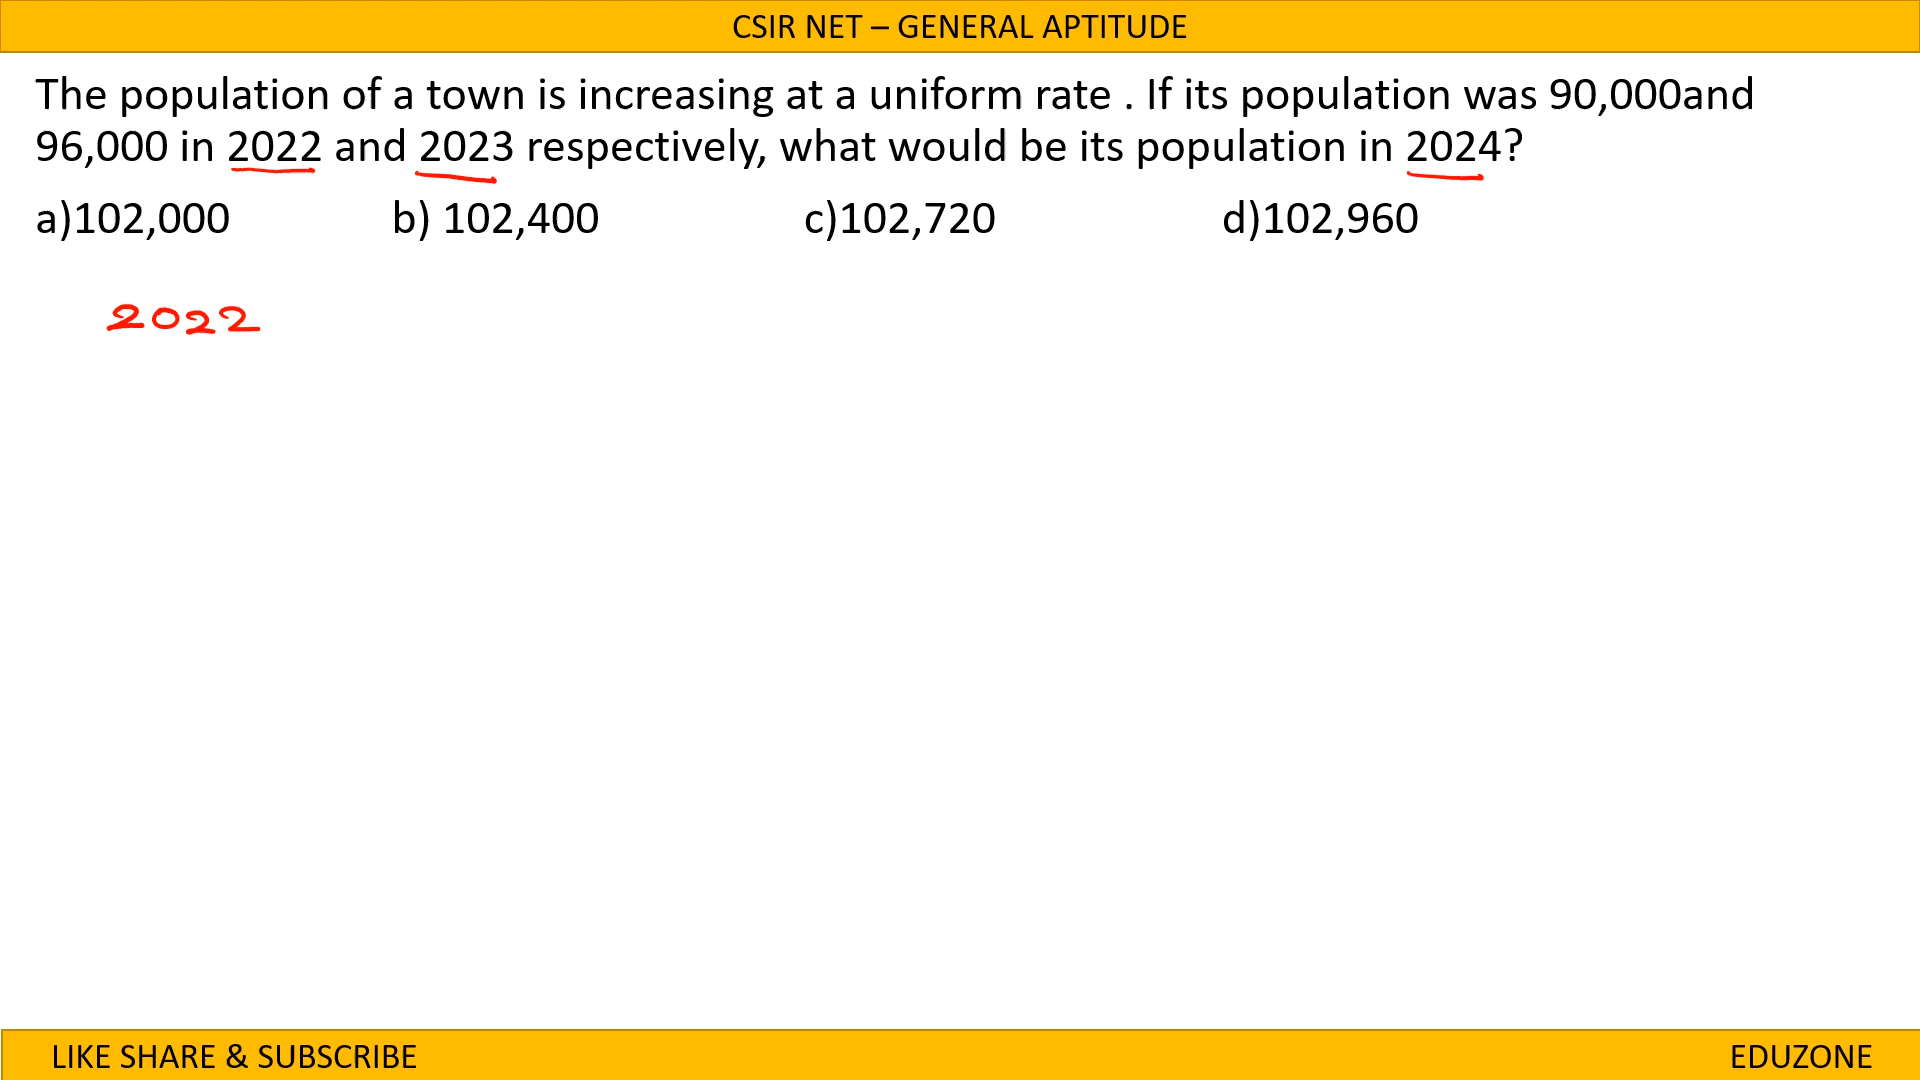 CSIR NET – GENERAL APTITUDE
The population of a town is increasing at a uniform rate . If its population was 90,000and
96,000 in 2022 and 2023 respectively, what would be its population in 2024?
a)102,000 b) 102,400 c)102,720 d)102,960
2022
LIKE SHARE & SUBSCRIBE EDUZONE